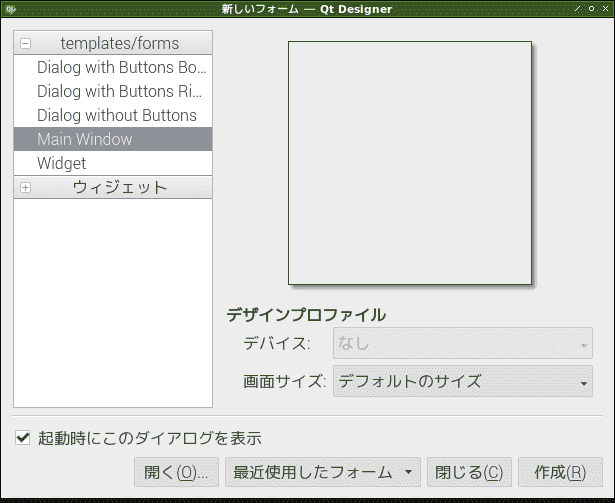 新しいフォーム — Qt Designer
templates/forms
Dialog with Buttons Bo...
Dialog with Buttons Ri...
Dialog without Buttons
Main Window
Widget
ウィジェット
デザインプロファイル
デバイス: なし
画面サイズ: デフォルトのサイズ
起動時にこのダイアログを表示
開く(O)... 最近使用したフォーム 閉じる(C) 作成(R)